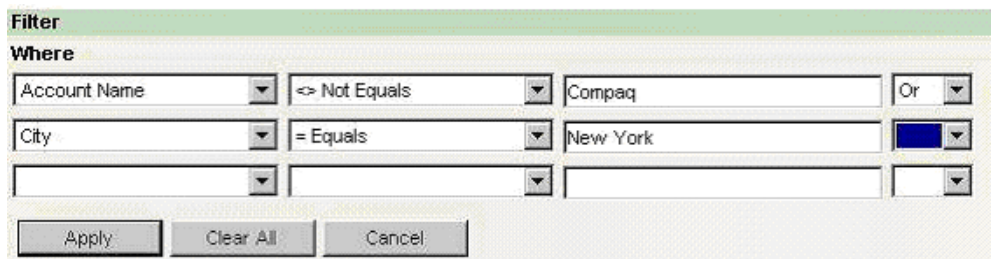 Filter
Where
Account Name <> Not Equals Compaq Or
City = Equals New York
Apply Clear All Cancel